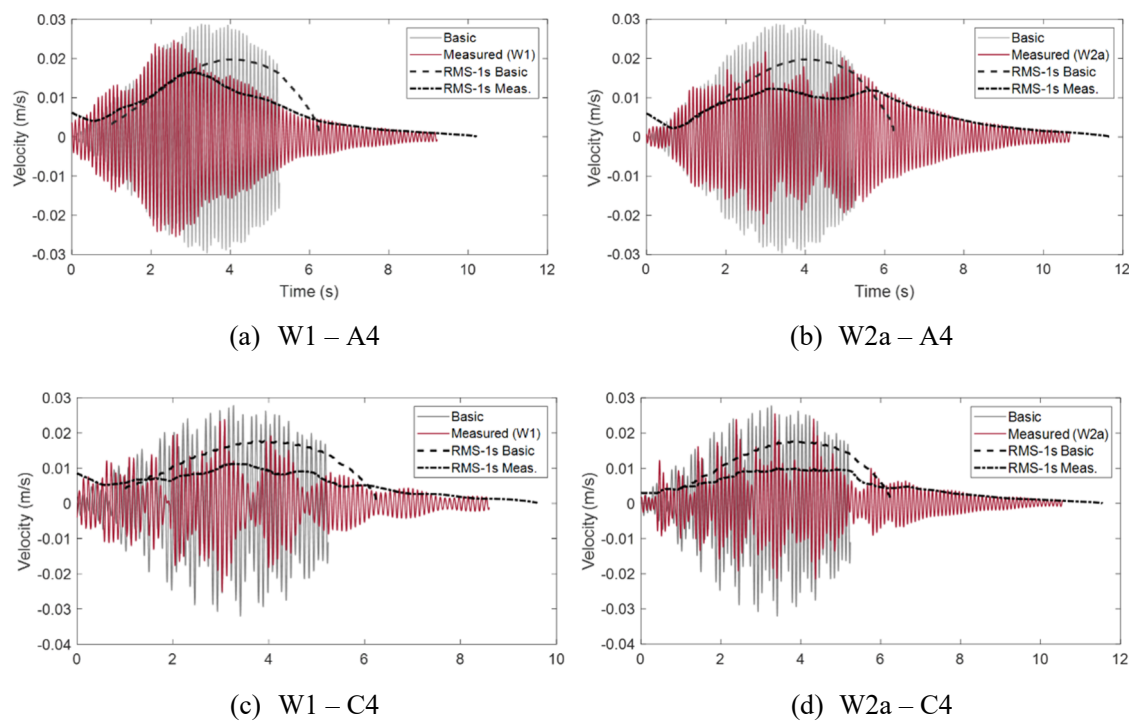 0.03
0.02
0.01
0
-0.01
0.02
-0.03
Velocity (m/s)
0 2 4 6 8 10 12
Time (s)
Basic
Measured (W1)
RMS-1s Basic
RMS-1s Meas.
(a) W1 – A4
0.03
0.02
0.01
0
-0.01
0.02
-0.03
Velocity (m/s)
0 2 4 6 8 10 12
Time (s)
Basic
Measured (W2a)
RMS-1s Basic
RMS-1s Meas.
(b) W2a – A4
0.03
0.02
0.01
0
-0.01
-0.02
-0.03
-0.04
Velocity (m/s)
0 2 4 6 8 10
Basic
Measured (W1)
RMS-1s Basic
RMS-1s Meas.
(c) W1 – C4
0.03
0.02
0.01
0
-0.01
-0.02
-0.03
-0.04
Velocity (m/s)
0 2 4 6 8 10 12
Basic
Measured (W2a)
RMS-1s Basic
RMS-1s Meas.
(d) W2a – C4